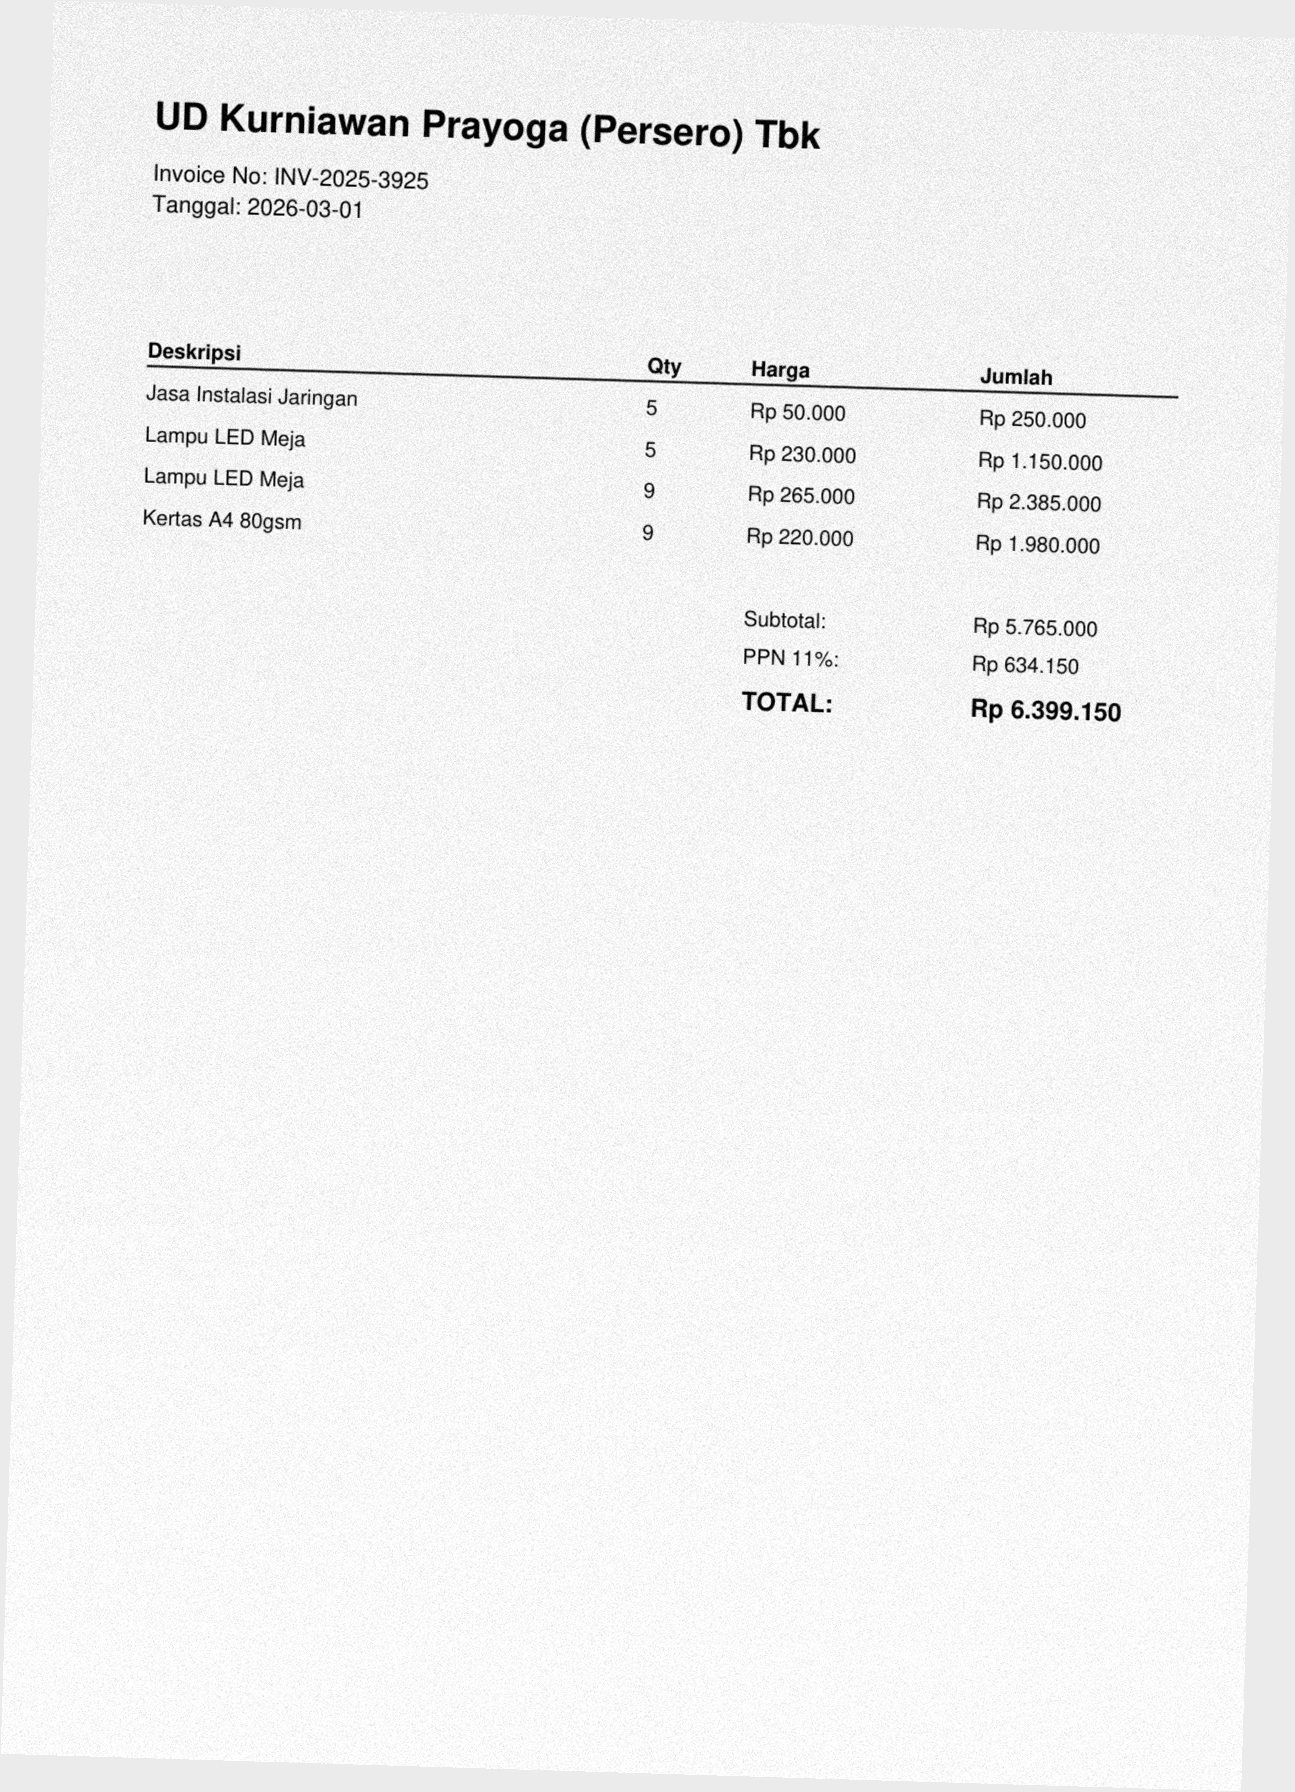 UD Kurniawan Prayoga (Persero) Tbk
Invoice No: INV-2025-3925
Tanggal: 2026-03-01
Deskripsi Qty Harga Jumlah
Jasa Instalasi Jaringan 5 Rp 50.000 Rp 250.000
Lampu LED Meja 5 Rp 230.000 Rp 1.150.000
Lampu LED Meja 9 Rp 265.000 Rp 2.385.000
Kertas A4 80gsm 9 Rp 220.000 Rp 1.980.000
Subtotal: Rp 5.765.000
PPN 11%: Rp 634.150
TOTAL: Rp 6.399.150